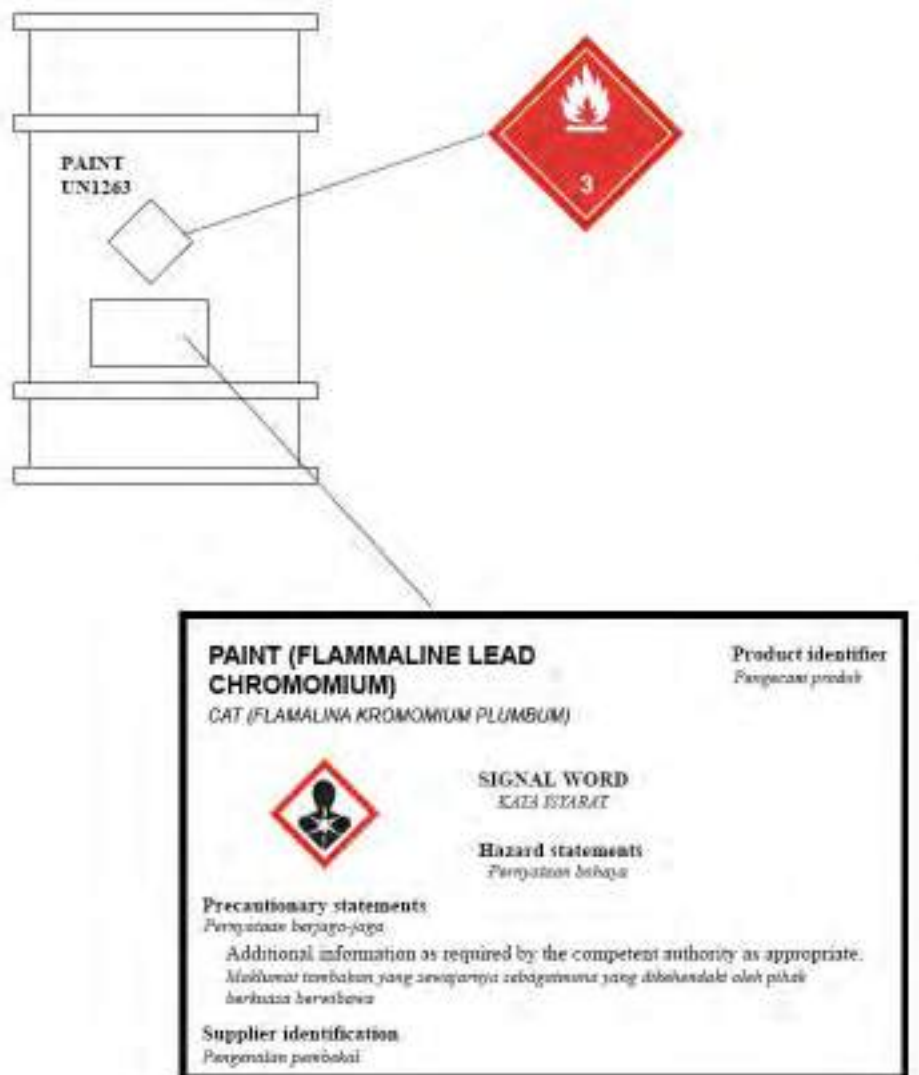 PAINT
UN1263
3
PAINT (FLAMMALINE LEAD
CHROMOMIUM)
CAT (FLAMALINA KROMOMIUM PLUMBUM)
Product identifier
Pengecam produk
SIGNAL WORD
KATA ISYARAT
Hazard statements
Pernyataan bahaya
Precautionary statements
Pernyataan berjaga-jaga
Additional information as required by the competent authority as appropriate.
Maklumat tambahan yang sewajarnya sebagaimana yang dikehendaki oleh pihak
berkuasa berwibawa
Supplier identification
Pengenalan pembekal